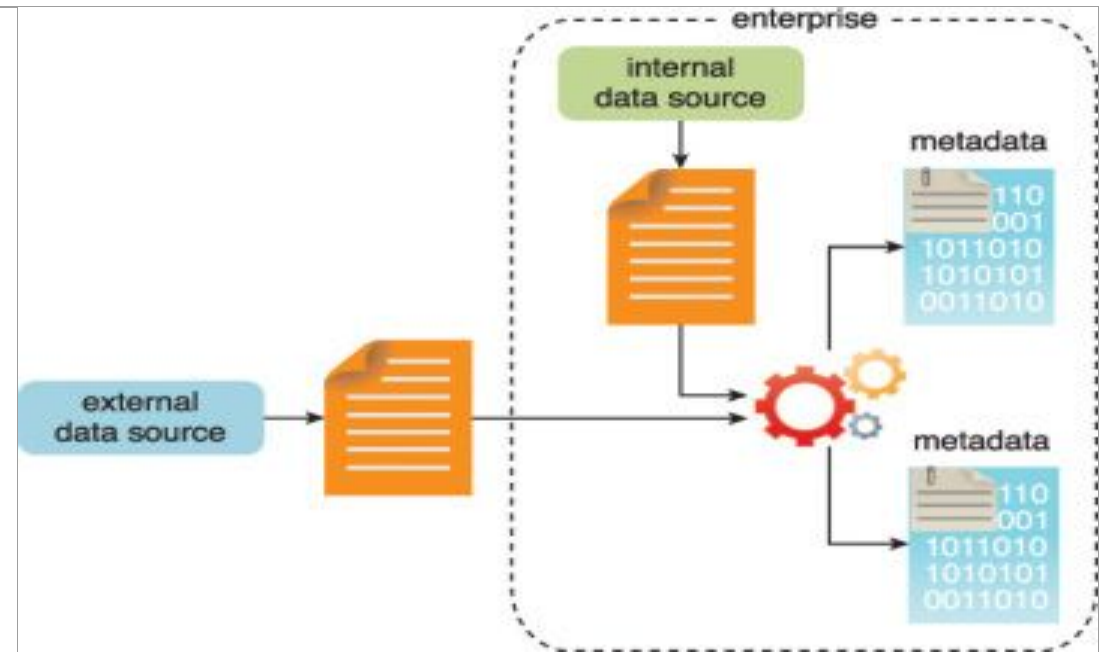 enterprise
internal
data source
metadata
110
001
1011010
1010101
0011010
external
data source
metadata
110
001
1011010
1010101
0011010